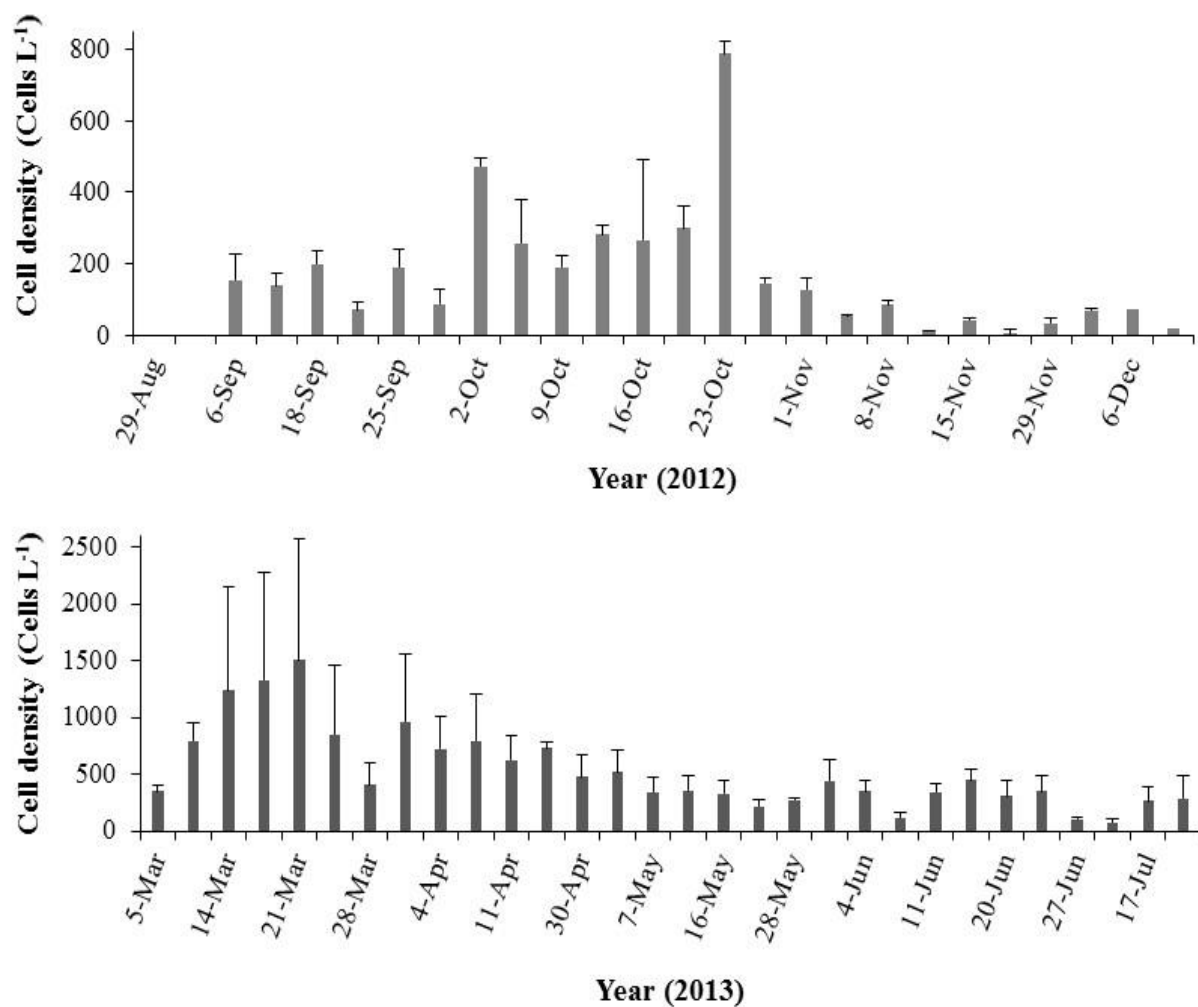 Cell density (Cells L-1)
800
600
400
200
0
29-Aug
6-Sep
18-Sep
25-Sep
2-Oct
9-Oct
16-Oct
23-Oct
1-Nov
8-Nov
15-Nov
29-Nov
6-Dec
Year (2012)
Cell density (Cells L-1)
2500
2000
1500
1000
500
0
5-Mar
14-Mar
21-Mar
28-Mar
4-Apr
11-Apr
30-Apr
7-May
16-May
28-May
4-Jun
11-Jun
20-Jun
27-Jun
17-Jul
Year (2013)